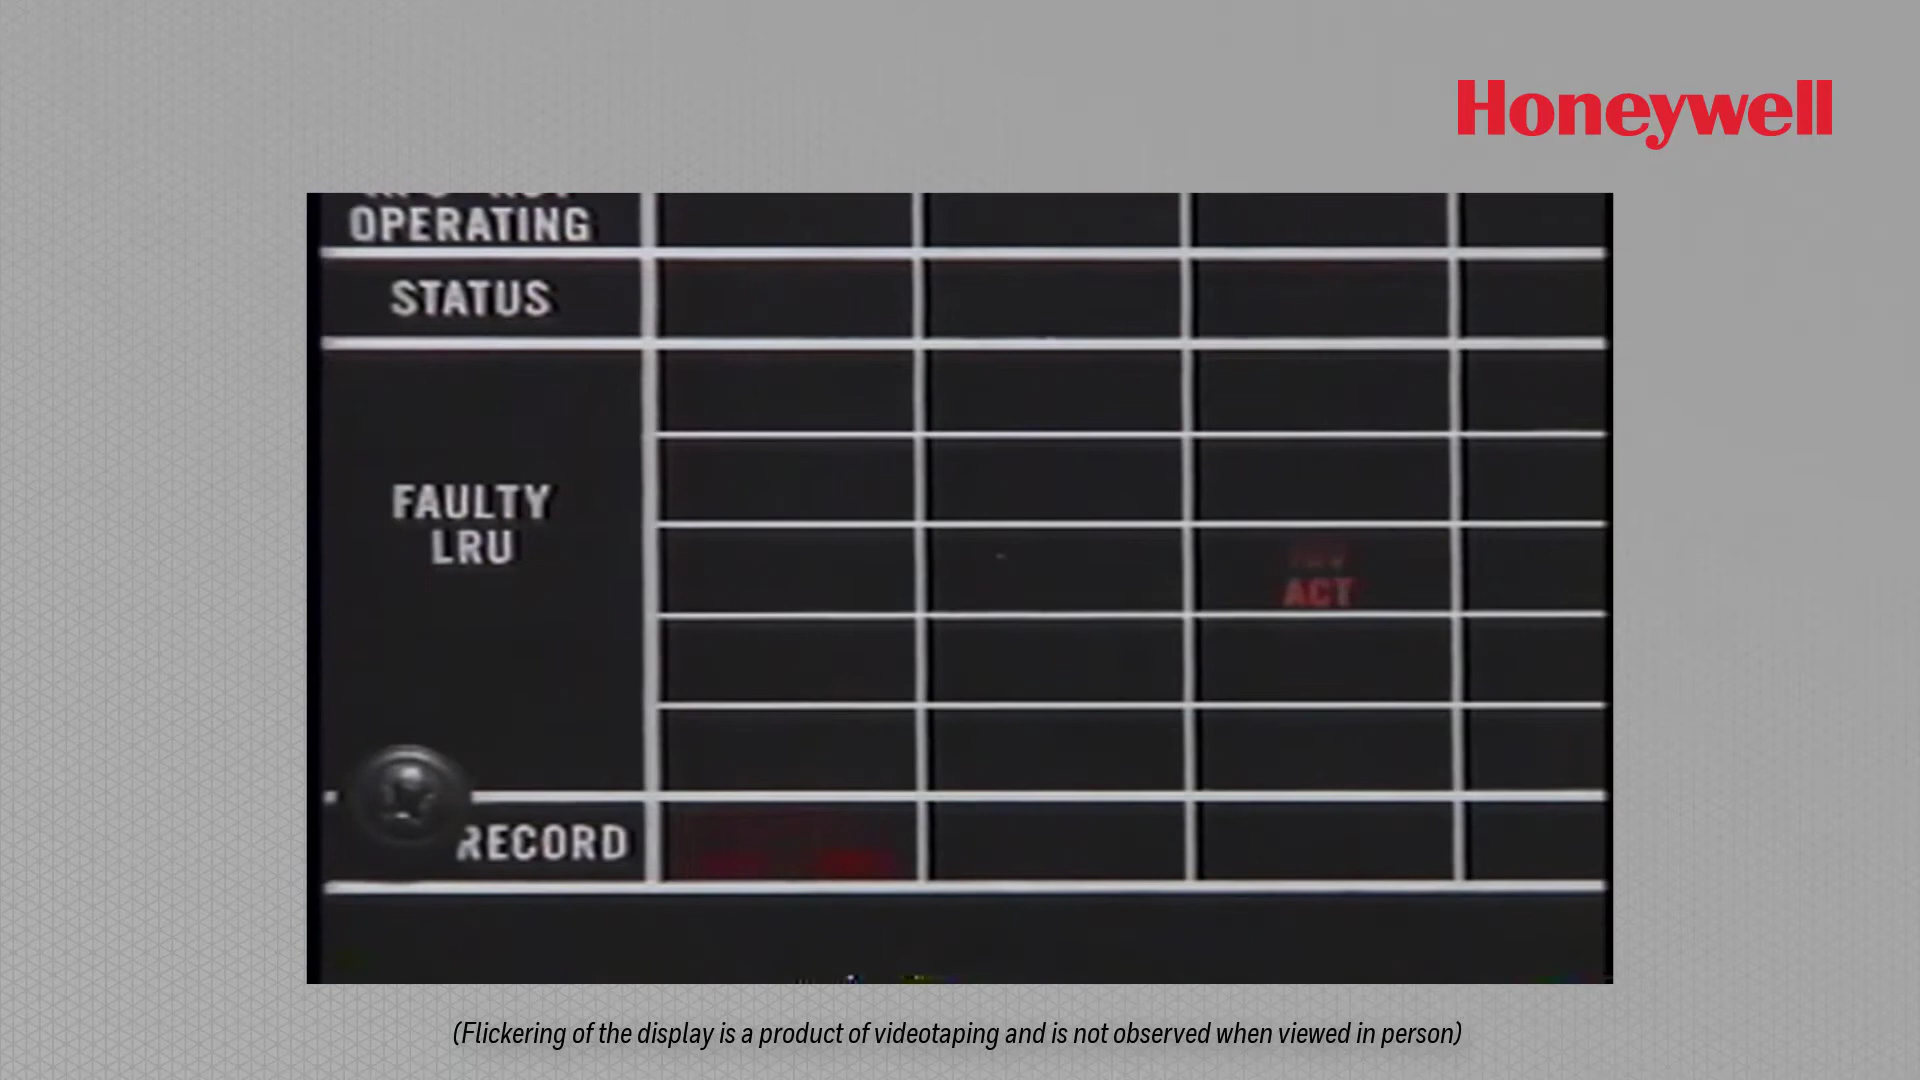 Honeywell
OPERATING
STATUS
FAULTY
LRU
ACT
RECORD
(Flickering of the display is a product of videotaping and is not observed when viewed in person)